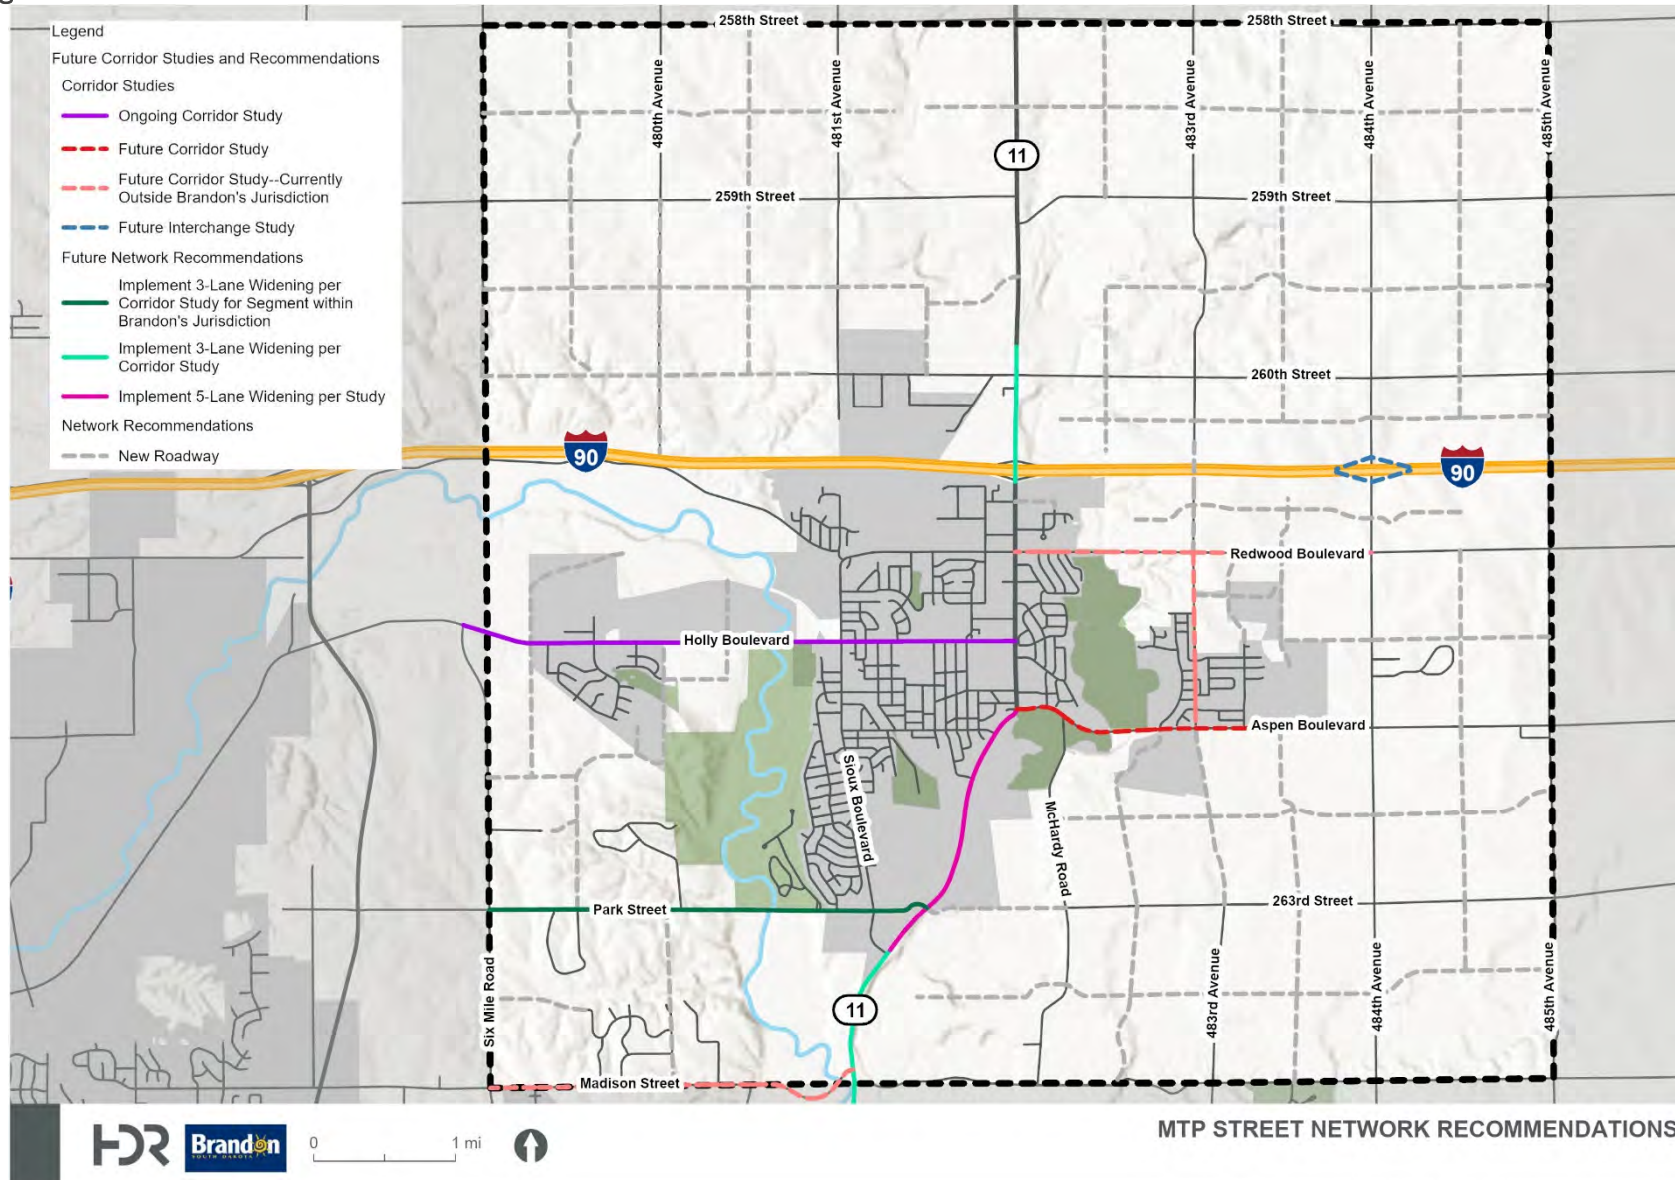 Legend
Future Corridor Studies and Recommendations
Corridor Studies
Ongoing Corridor Study
Future Corridor Study
Future Corridor Study--Currently
Outside Brandon's Jurisdiction
Future Interchange Study
Future Network Recommendations
Implement 3-Lane Widening per
Corridor Study for Segment within
Brandon's Jurisdiction
Implement 3-Lane Widening per
Corridor Study
Implement 5-Lane Widening per Study
Network Recommendations
New Roadway
258th Street
258th Street
480th Avenue
481st Avenue
483rd Avenue
484th Avenue
485th Avenue
11
259th Street
259th Street
260th Street
90
90
Redwood Boulevard
Holly Boulevard
Aspen Boulevard
Sioux Boulevard
McHardy Road
Park Street
263rd Street
Six Mile Road
11
483rd Avenue
484th Avenue
485th Avenue
Madison Street
HDR
Brandon
SOUTH DAKOTA
0
1 mi
MTP STREET NETWORK RECOMMENDATIONS